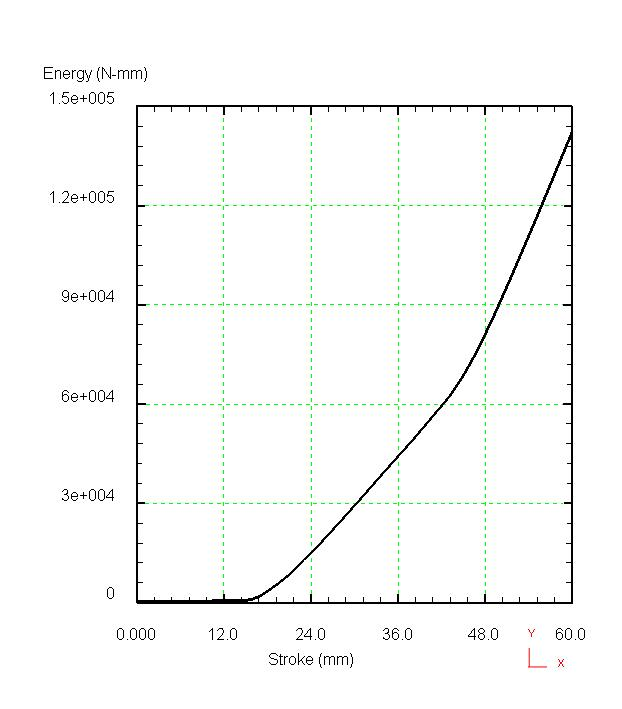 Energy (N-mm)
1.5e+005
1.2e+005
9e+004
6e+004
3e+004
0
0.000 12.0 24.0 36.0 48.0 60.0
Stroke (mm)
Y
X